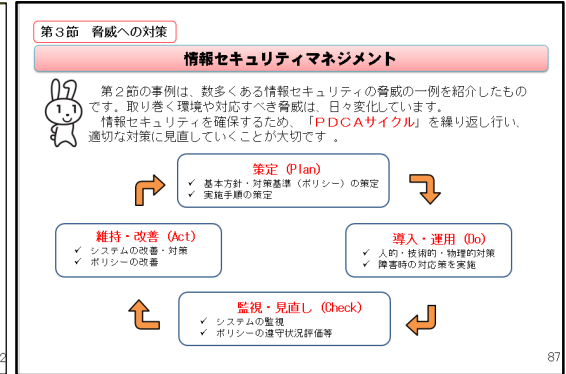 第3節 脅威への対策
情報セキュリティマネジメント
第2節の事例は、数多くある情報セキュリティの脅威の一例を紹介したもの
です。取り巻く環境や対応すべき脅威は、日々変化しています。
情報セキュリティを確保するため、「PDCAサイクル」を繰り返し行い、
適切な対策に見直していくことが大切です 。
策定 (Plan)
✓ 基本方針・対策基準 (ポリシー) の策定
✓ 実施手順の策定
維持・改善 (Act)
✓ システムの改善・対策
✓ ポリシーの改善
導入・運用 (Do)
✓ 人的・技術的・物理的対策
✓ 障害時の対応策を実施
監視・見直し (Check)
✓ システムの監視
✓ ポリシーの遵守状況評価等
2
87